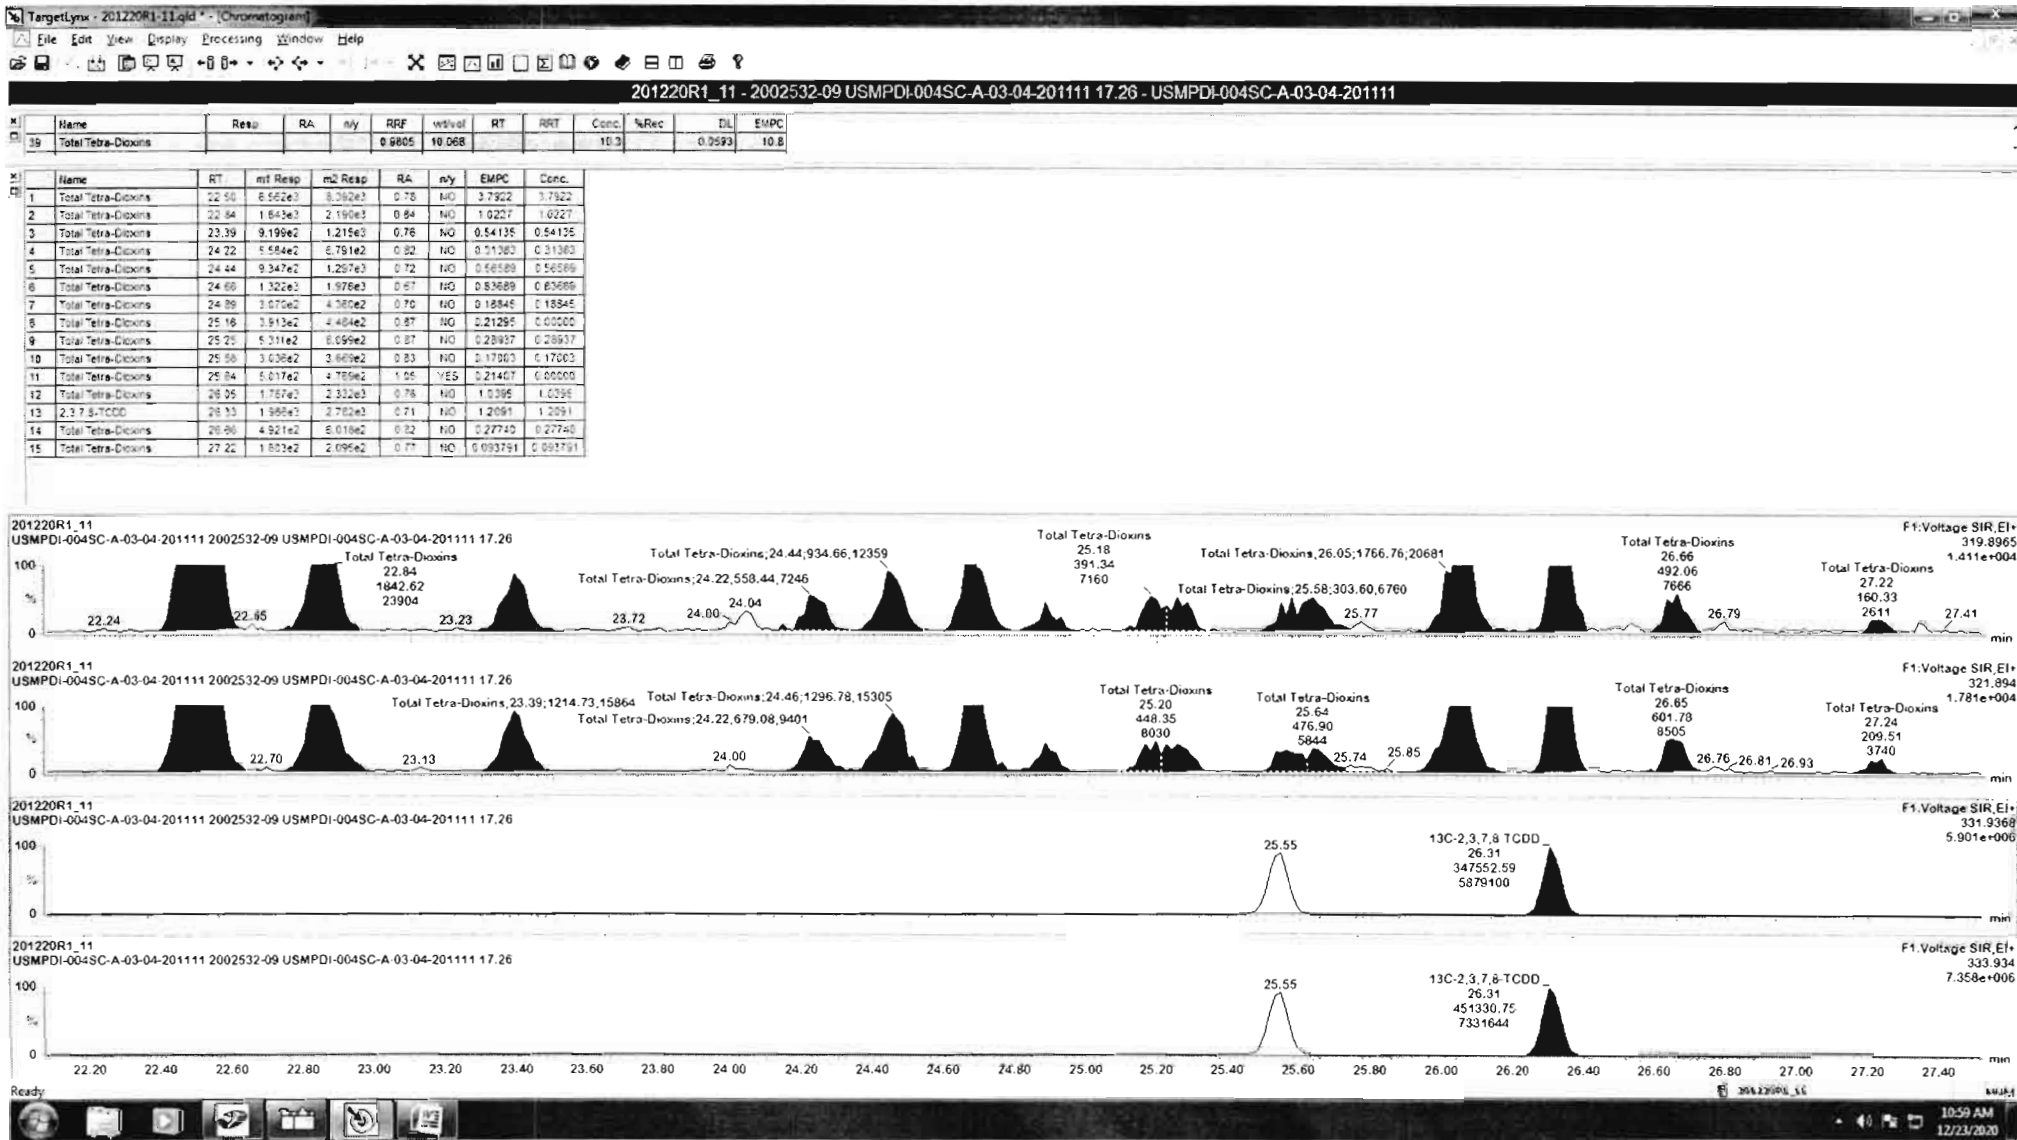 TargetLynx - 201220R1-11.qld * - [Chromatogram]
File Edit View Display Processing Window Help
201220R1_11 - 2002532-09 USMPDI-004SC-A-03-04-201111 17.26 - USMPDI-004SC-A-03-04-201111
Name Resp RA n/y RRF wt/vol RT RRT Conc. %Rec DL EMPC
39 Total Tetra-Dioxins 0.9805 10.068 10.3 0.0593 10.8
Name RT m1 Resp m2 Resp RA n/y EMPC Conc.
1 Total Tetra-Dioxins 22.50 0.78 NO 3.7922 3.7922
2 Total Tetra-Dioxins 22.84 1.843e3 2.190e3 0.84 NO 1.0227 1.0227
3 Total Tetra-Dioxins 23.39 9.199e2 1.215e3 0.76 NO 0.54135 0.54135
4 Total Tetra-Dioxins 24.22 5.584e2 6.791e2 0.82 NO 0.31363 0.31363
5 Total Tetra-Dioxins 24.44 9.347e2 1.297e3 0.72 NO 0.56589 0.56589
6 Total Tetra-Dioxins 24.66 1.322e3 1.976e3 0.67 NO 0.83689 0.83689
7 Total Tetra-Dioxins 24.89 3.070e2 4.380e2 0.70 NO 0.18845 0.18845
8 Total Tetra-Dioxins 25.18 3.913e2 4.484e2 0.87 NO 0.21295 0.00000
9 Total Tetra-Dioxins 25.25 5.311e2 6.099e2 0.87 NO 0.28937 0.28937
10 Total Tetra-Dioxins 25.58 3.036e2 3.669e2 0.83 NO 0.17003 0.17003
11 Total Tetra-Dioxins 25.64 5.017e2 4.769e2 1.05 YES 0.21407 0.00000
12 Total Tetra-Dioxins 26.05 1.767e3 2.332e3 0.76 NO 1.0395 1.0395
13 2,3,7,8-TCDD 26.33 0.71 NO 1.2091 1.2091
14 Total Tetra-Dioxins 26.66 4.921e2 6.018e2 0.82 NO 0.27740 0.27740
15 Total Tetra-Dioxins 27.22 1.603e2 2.095e2 0.77 NO 0.093791 0.093791
201220R1_11
USMPDI-004SC-A-03-04-201111 2002532-09 USMPDI-004SC-A-03-04-201111 17.26
F1:Voltage SIR,EI+
319.8965
1.411e+004
Total Tetra-Dioxins
22.84
1842.62
23904
Total Tetra-Dioxins;24.44;934.66;12359
Total Tetra-Dioxins;24.22;558.44;7246
Total Tetra-Dioxins
25.18
391.34
7160
Total Tetra-Dioxins;26.05;1766.76;20681
Total Tetra-Dioxins;25.58;303.60;6760
Total Tetra-Dioxins
26.66
492.06
7666
Total Tetra-Dioxins
27.22
160.33
2611
100
%
0
22.24 22.65 23.23 23.72 24.00 24.04 25.77 26.79 27.41
min
201220R1_11
USMPDI-004SC-A-03-04-201111 2002532-09 USMPDI-004SC-A-03-04-201111 17.26
F1:Voltage SIR,EI+
321.894
1.781e+004
Total Tetra-Dioxins;23.39;1214.73;15864
Total Tetra-Dioxins;24.46;1296.78;15305
Total Tetra-Dioxins;24.22;679.08;9401
Total Tetra-Dioxins
25.20
448.35
8030
Total Tetra-Dioxins
25.64
476.90
5844
Total Tetra-Dioxins
26.65
601.78
8505
Total Tetra-Dioxins
27.24
209.51
3740
100
%
0
22.70 23.13 24.00 25.74 25.85 26.76 26.81 26.93
min
201220R1_11
USMPDI-004SC-A-03-04-201111 2002532-09 USMPDI-004SC-A-03-04-201111 17.26
F1:Voltage SIR,EI+
331.9368
5.901e+006
100
%
0
25.55
13C-2,3,7,8-TCDD
26.31
347552.59
5879100
min
201220R1_11
USMPDI-004SC-A-03-04-201111 2002532-09 USMPDI-004SC-A-03-04-201111 17.26
F1:Voltage SIR,EI+
333.934
7.358e+006
100
%
0
25.55
13C-2,3,7,8-TCDD
26.31
451330.75
7331644
min
22.20 22.40 22.60 22.80 23.00 23.20 23.40 23.60 23.80 24.00 24.20 24.40 24.60 24.80 25.00 25.20 25.40 25.60 25.80 26.00 26.20 26.40 26.60 26.80 27.00 27.20 27.40
Ready
10:59 AM
12/23/2020